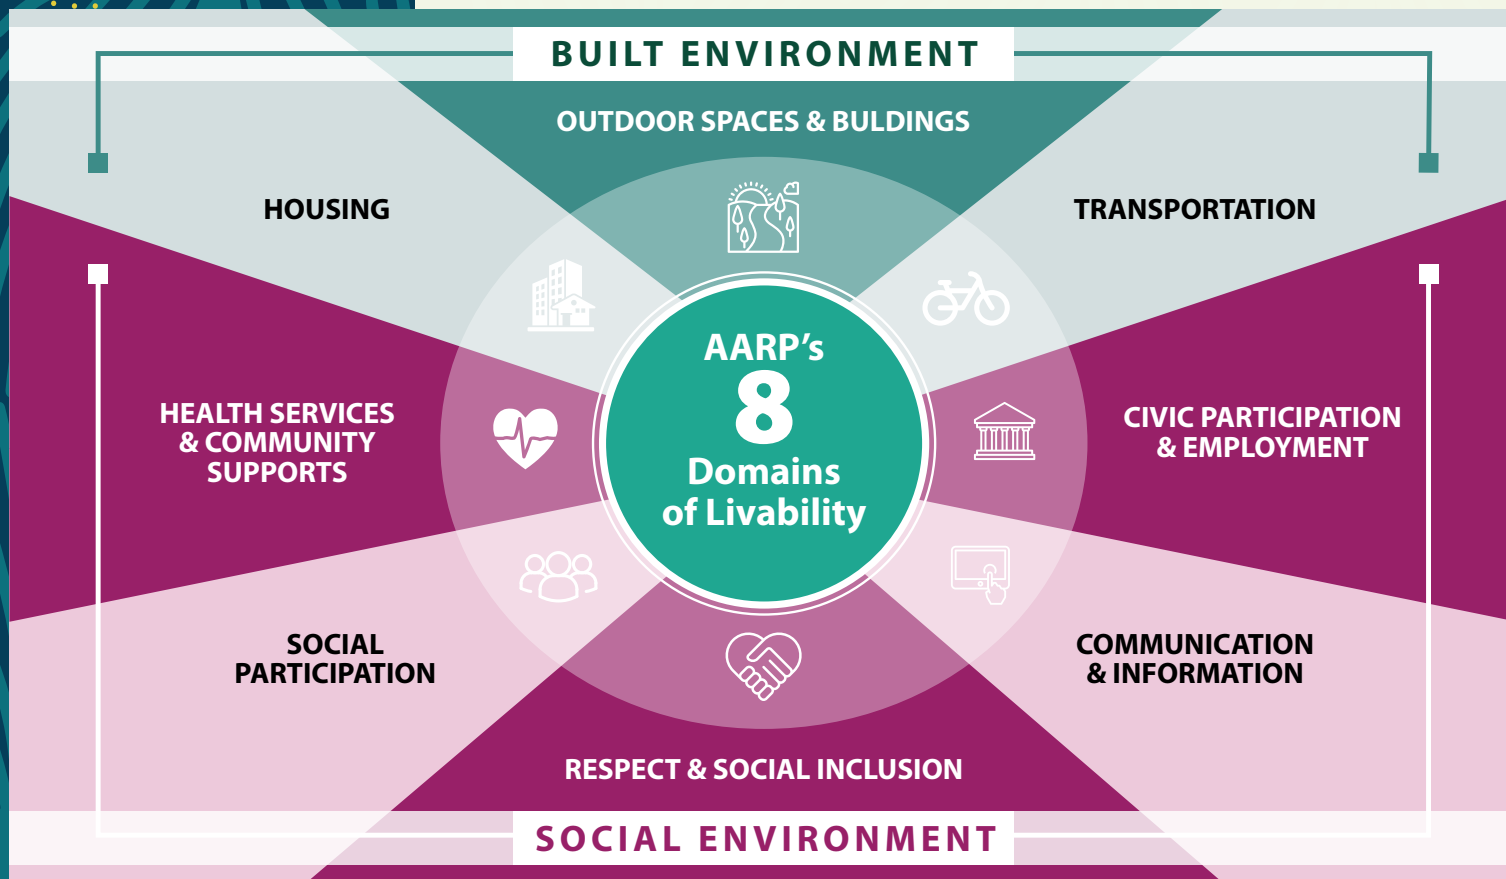 BUILT ENVIRONMENT
OUTDOOR SPACES & BULDINGS
HOUSING
TRANSPORTATION
AARP's
8
Domains
of Livability
HEALTH SERVICES
& COMMUNITY
SUPPORTS
CIVIC PARTICIPATION
& EMPLOYMENT
SOCIAL
PARTICIPATION
COMMUNICATION
& INFORMATION
RESPECT & SOCIAL INCLUSION
SOCIAL ENVIRONMENT